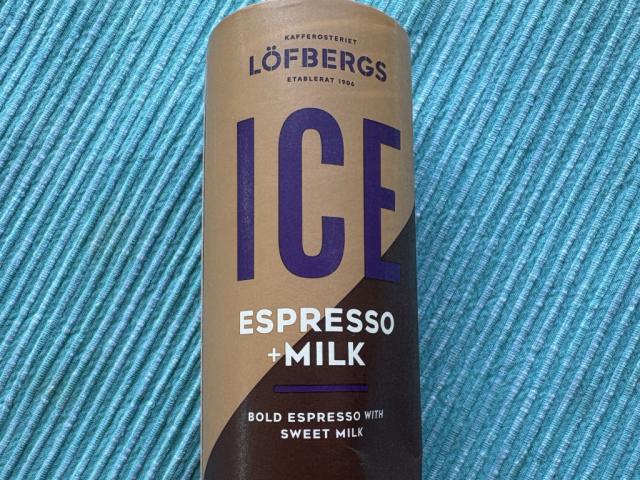 KAFFEROSTERIET
LÖFBERGS
ETABLERAT 1906
ICE
ESPRESSO
+MILK
BOLD ESPRESSO WITH
SWEET MILK